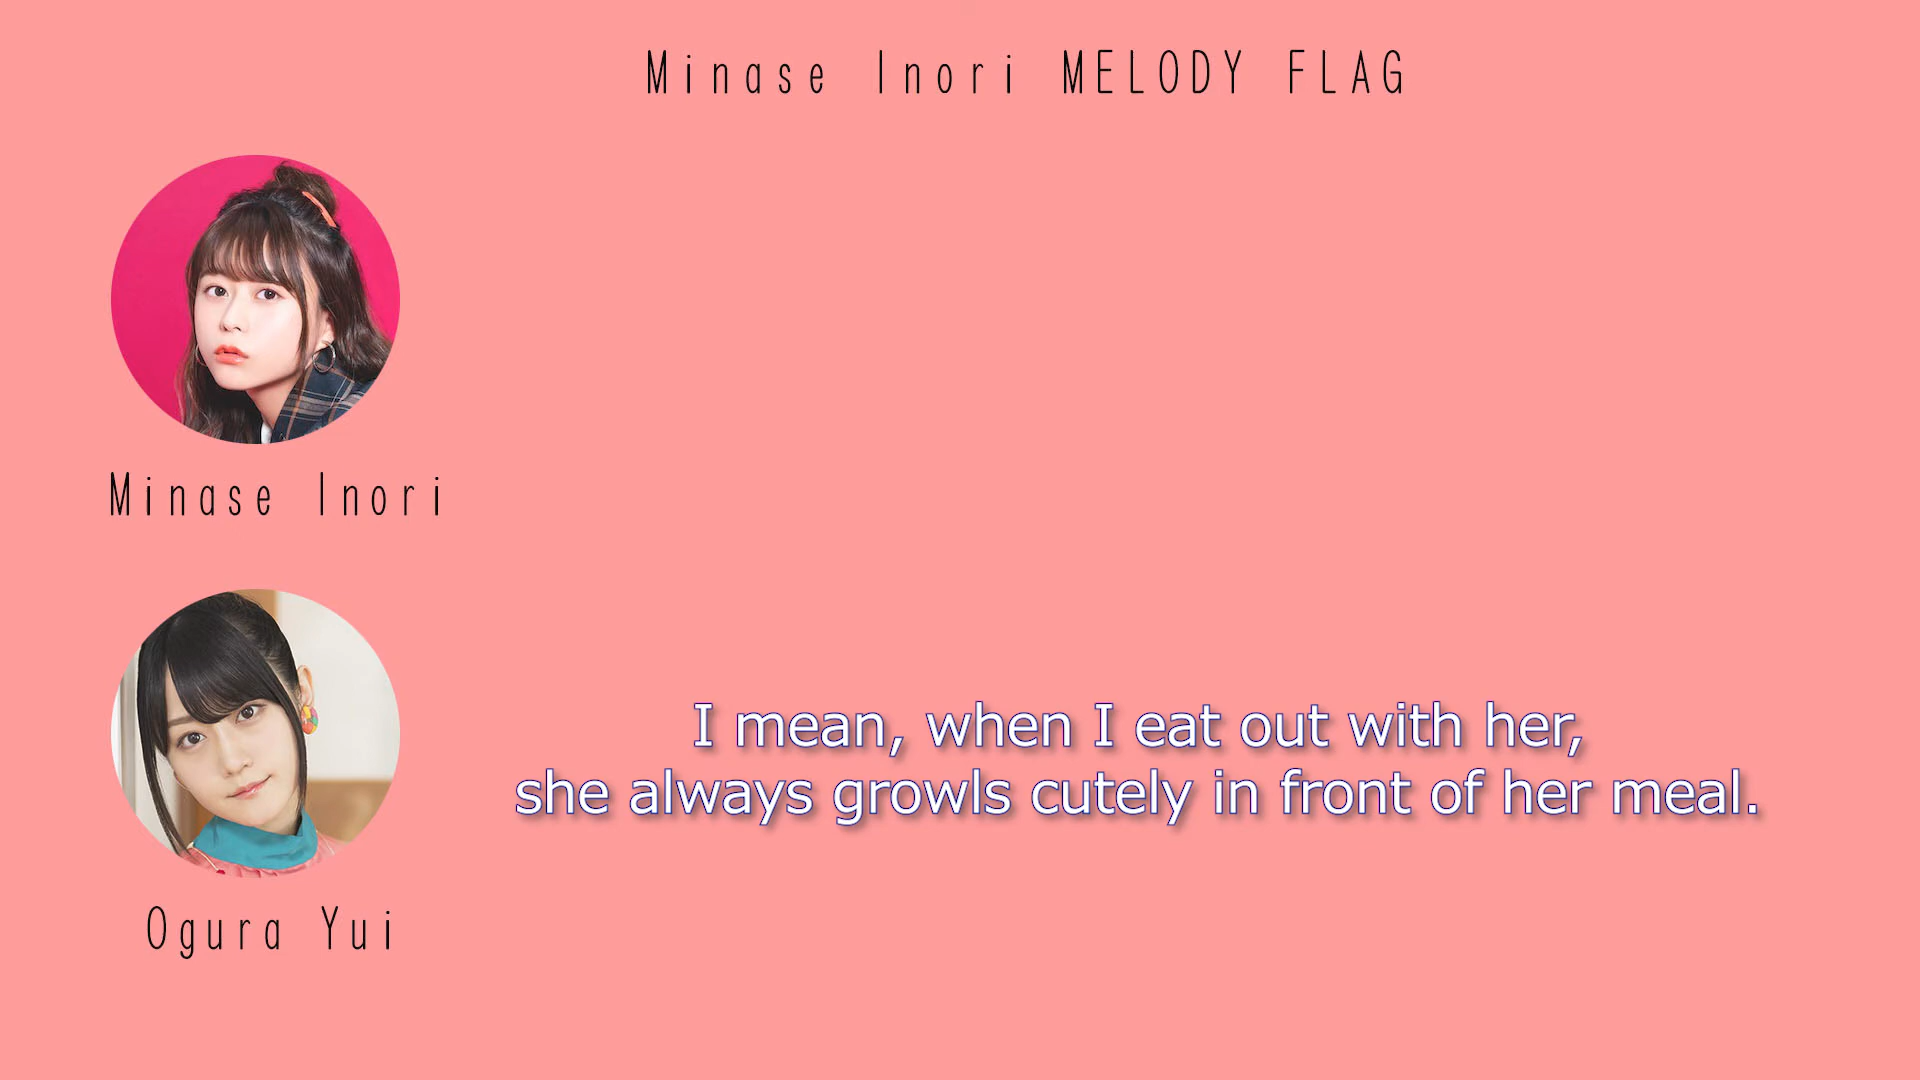 Minase Inori MELODY FLAG
Minase Inori
I mean, when I eat out with her,
she always growls cutely in front of her meal.
Ogura Yui